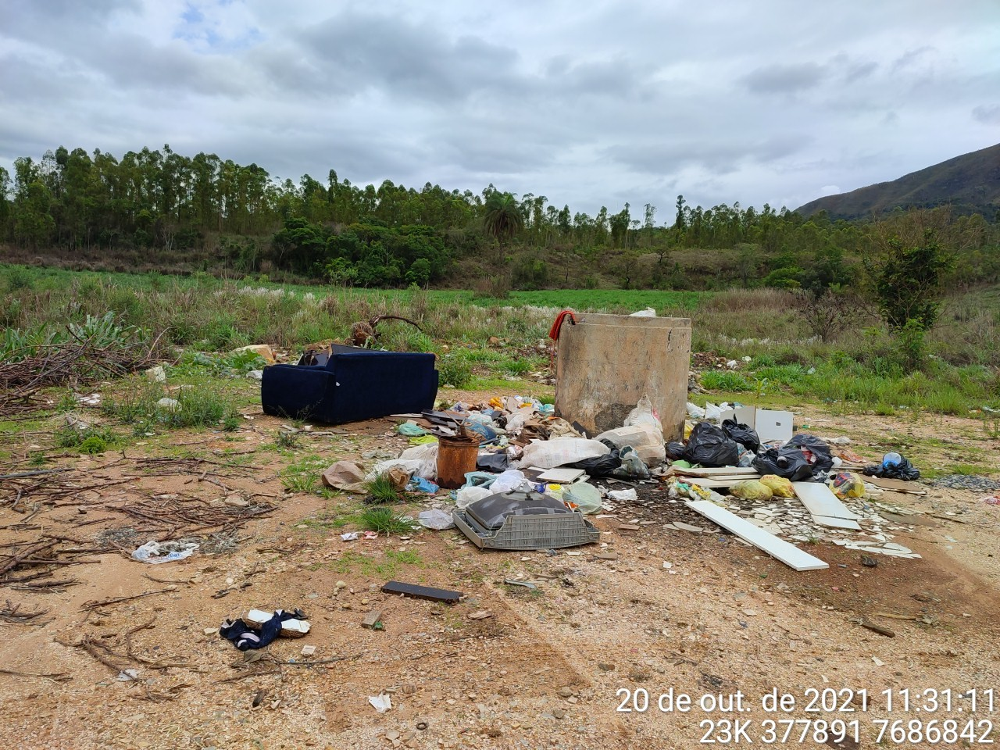 20 de out. de 2021 11:31:11
23K 377891 7686842